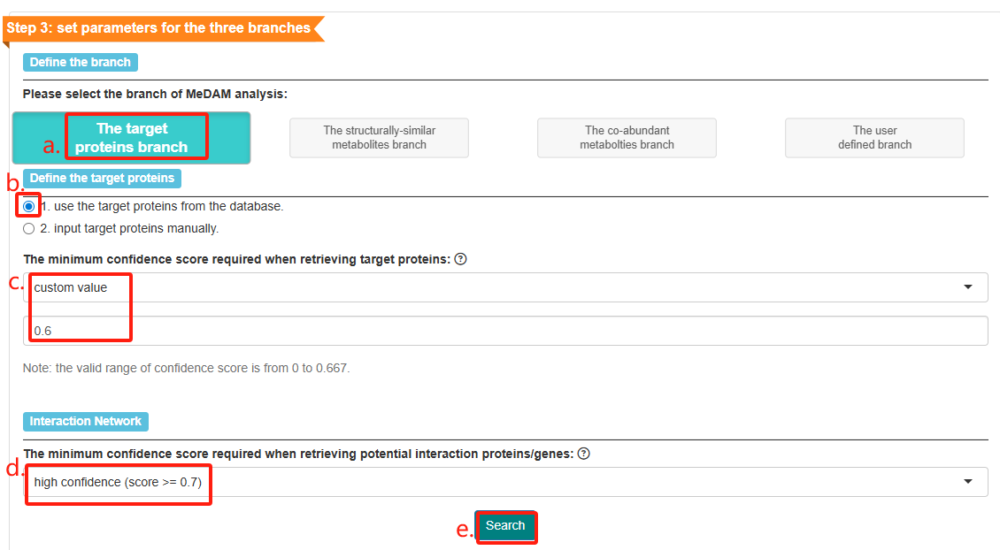 Step 3: set parameters for the three branches
Define the branch
Please select the branch of MeDAM analysis:
a.
The target
proteins branch
The structurally-similar
metabolites branch
The co-abundant
metabolties branch
The user
defined branch
b.
Define the target proteins
1. use the target proteins from the database.
2. input target proteins manually.
The minimum confidence score required when retrieving target proteins: ?
c.
custom value
0.6
Note: the valid range of confidence score is from 0 to 0.667.
Interaction Network
The minimum confidence score required when retrieving potential interaction proteins/genes: ?
d.
high confidence (score >= 0.7)
e.
Search